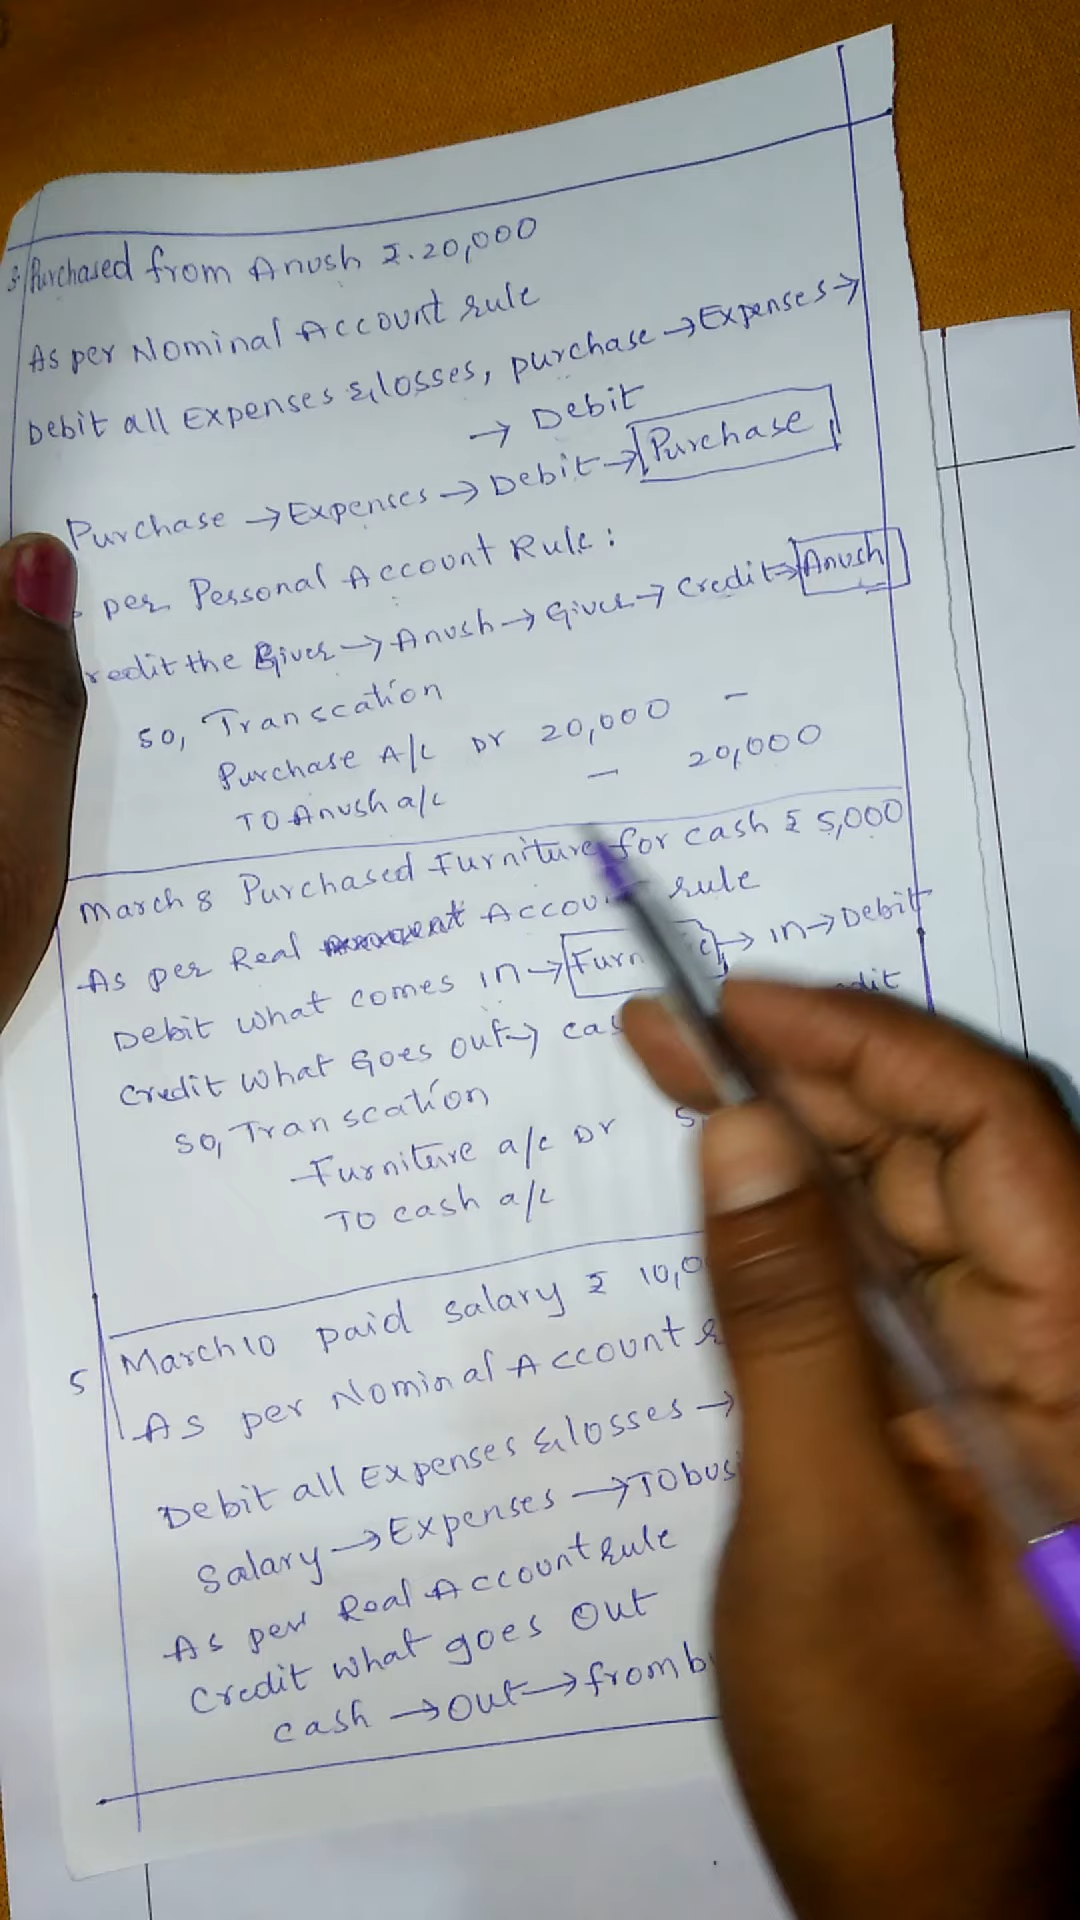 3 Purchased from Anush ₹.20,000
As per Nominal Account rule
Debit all Expenses & losses, purchase → Expenses →
→ Debit
Purchase → Expenses → Debit → Purchase
per Personal Account Rule :
redit the Giver → Anush → Giver → Credit → Anush
So, Transcation
Purchase A/c Dr 20,000 -
To Anush a/c - 20,000
March 8 Purchased Furniture for cash ₹ 5,000
As per Real Account rule
Debit what comes in → → in → Debit
Credit what Goes out →
So, Transcation
Furniture a/c Dr
To cash a/c
5 March 10 paid salary ₹
As per Nominal Account
Debit all Expenses & losses →
Salary → Expenses → To
As per Real Account rule
Credit what goes out
cash → out → from